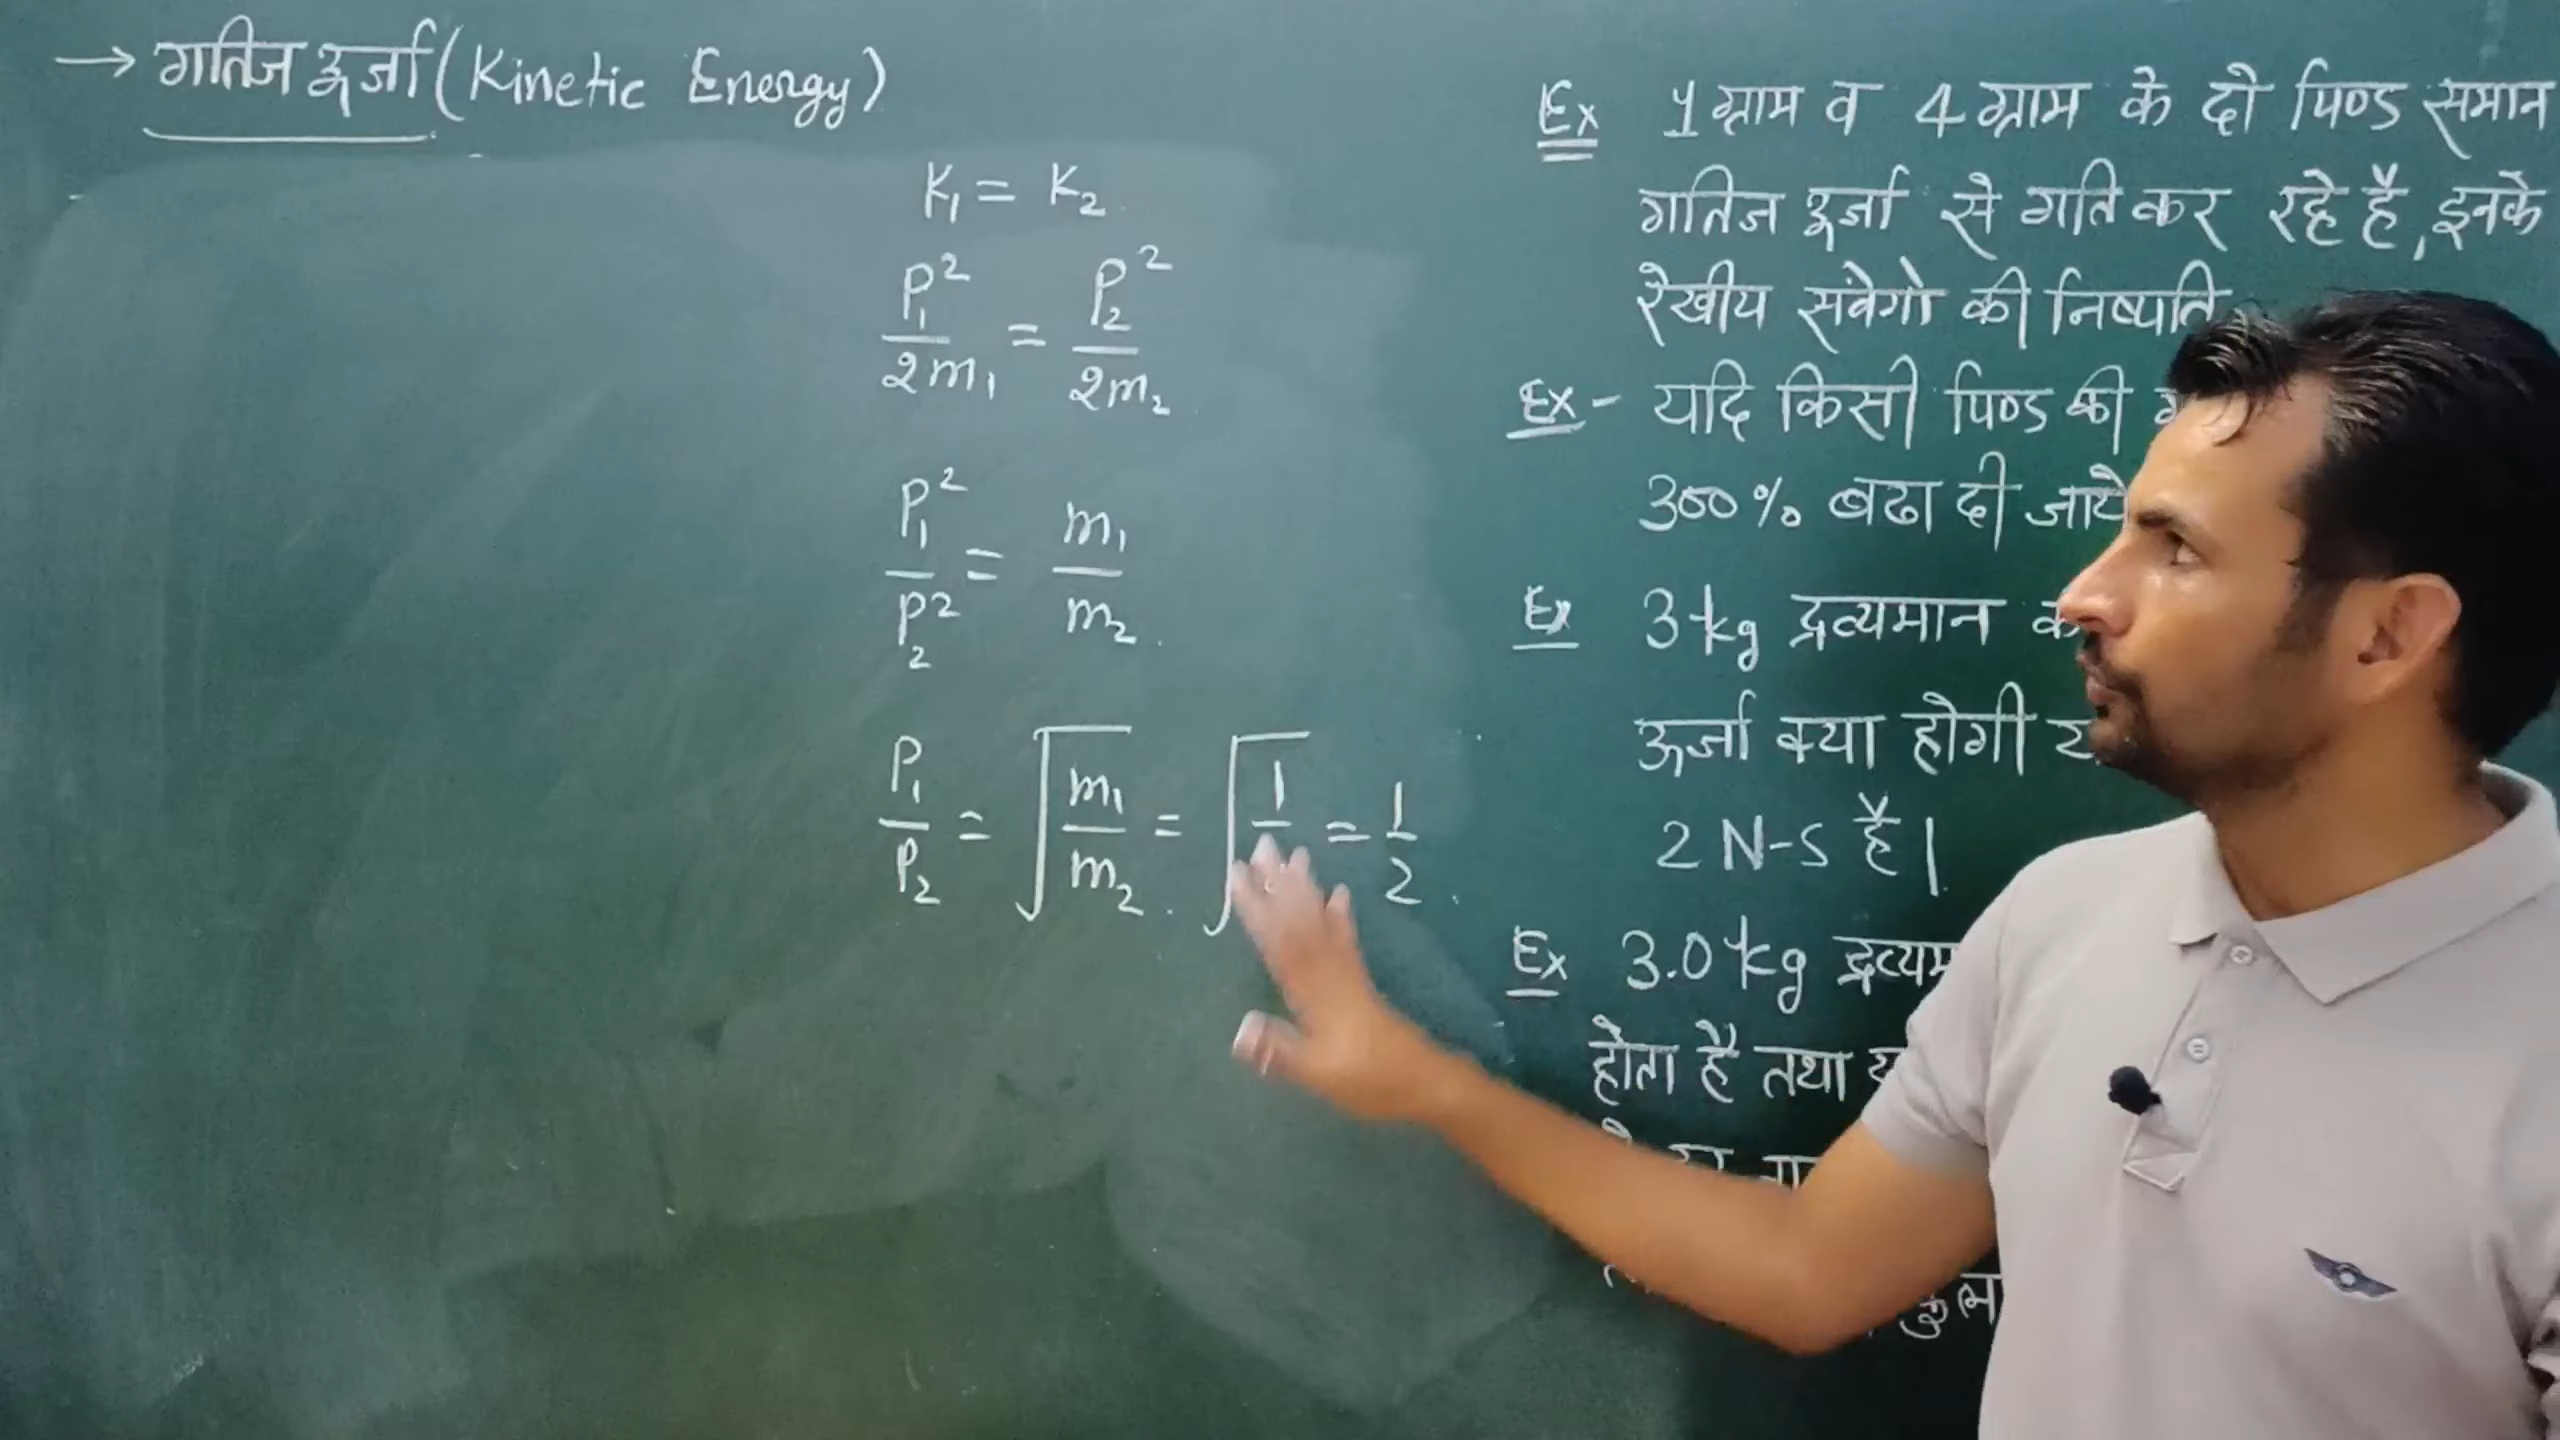 → गतिज ऊर्जा (Kinetic Energy)
K₁ = K₂
P₁²/2m₁ = P₂²/2m₂
P₁²/P₂² = m₁/m₂
P₁/P₂ = √(m₁/m₂) = √(1/ = 1/2
Ex 1 ग्राम व 4 ग्राम के दो पिण्ड समान
गतिज ऊर्जा से गति कर रहे हैं, इनके
रेखीय संवेगो की निष्पति
Ex - यदि किसी पिण्ड की
300% बढा दी जाये
Ex 3 kg द्रव्यमान
ऊर्जा क्या होगी
2 N-S है |
Ex 3.0 kg
होता है तथा